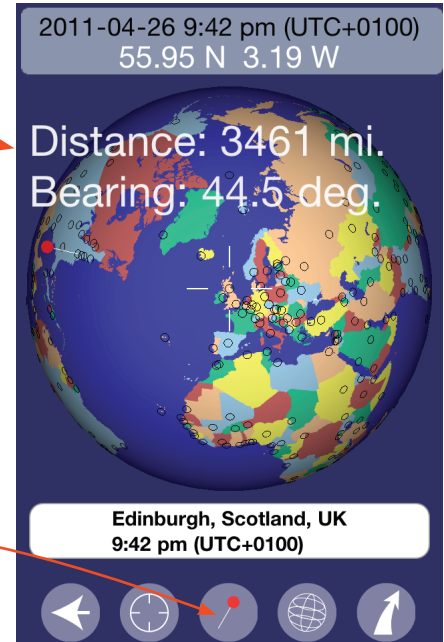 2011-04-26 9:42 pm (UTC+0100)
55.95 N 3.19 W
Distance: 3461 mi.
Bearing: 44.5 deg.
Edinburgh, Scotland, UK
9:42 pm (UTC+0100)